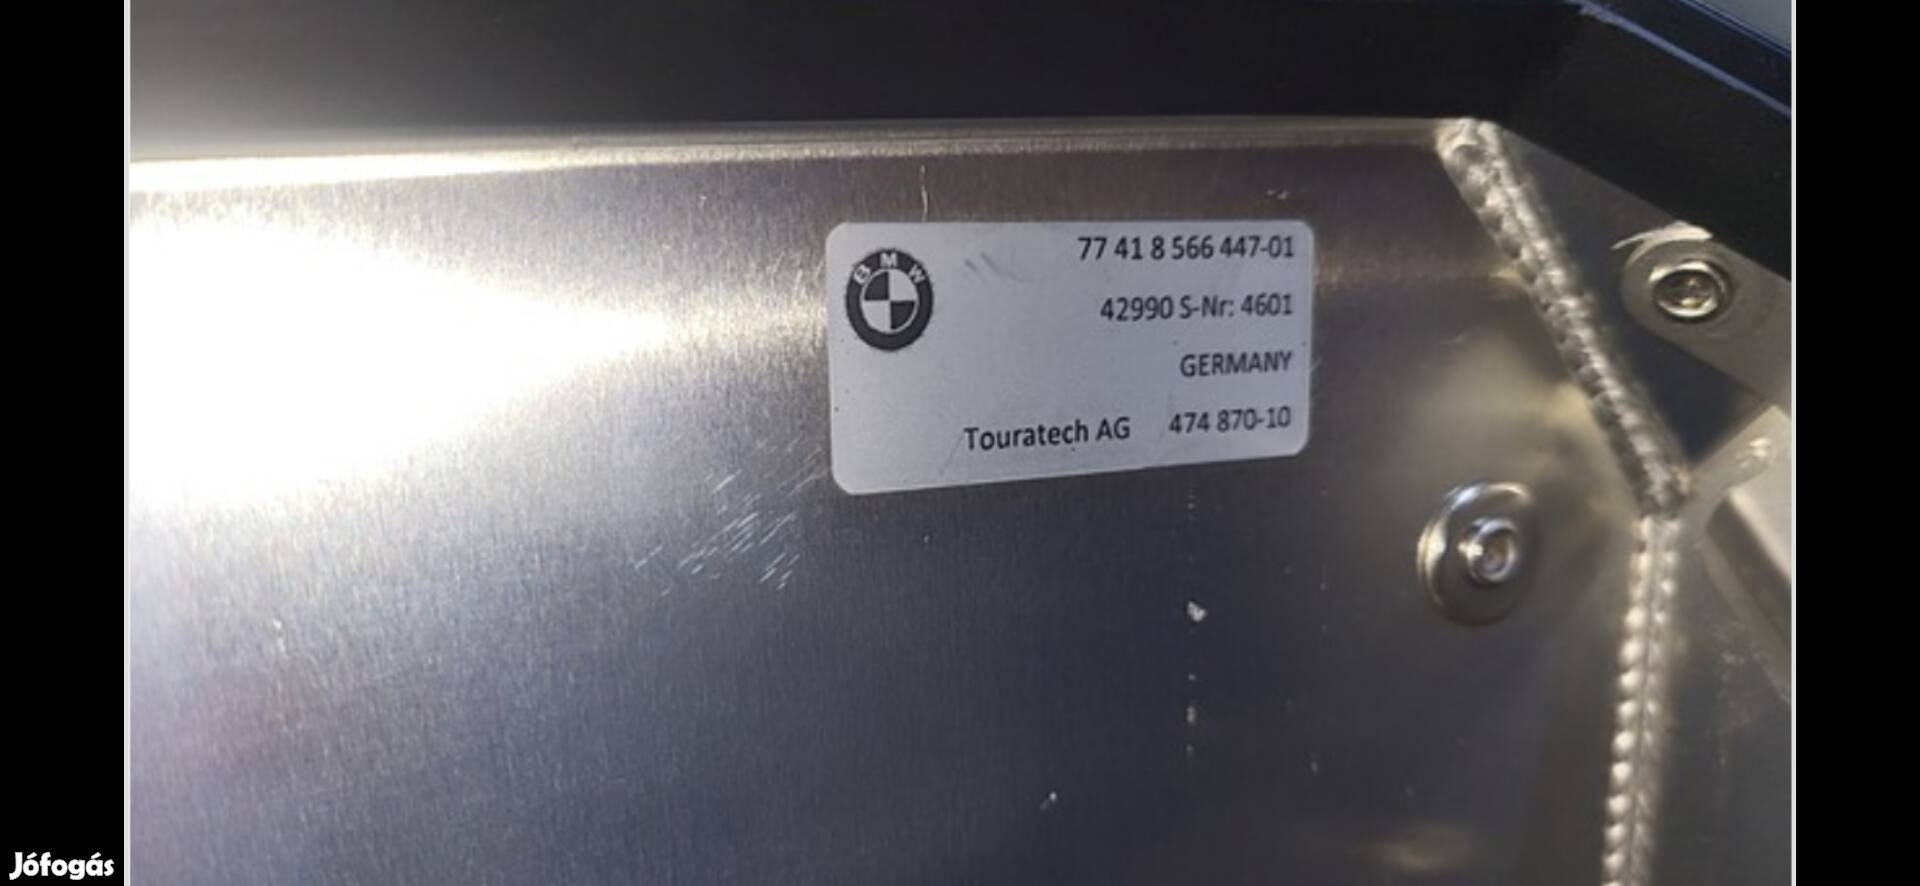 BMW
77 41 8 566 447-01
42990 S-Nr: 4601
GERMANY
Touratech AG 474 870-10
Jófogás